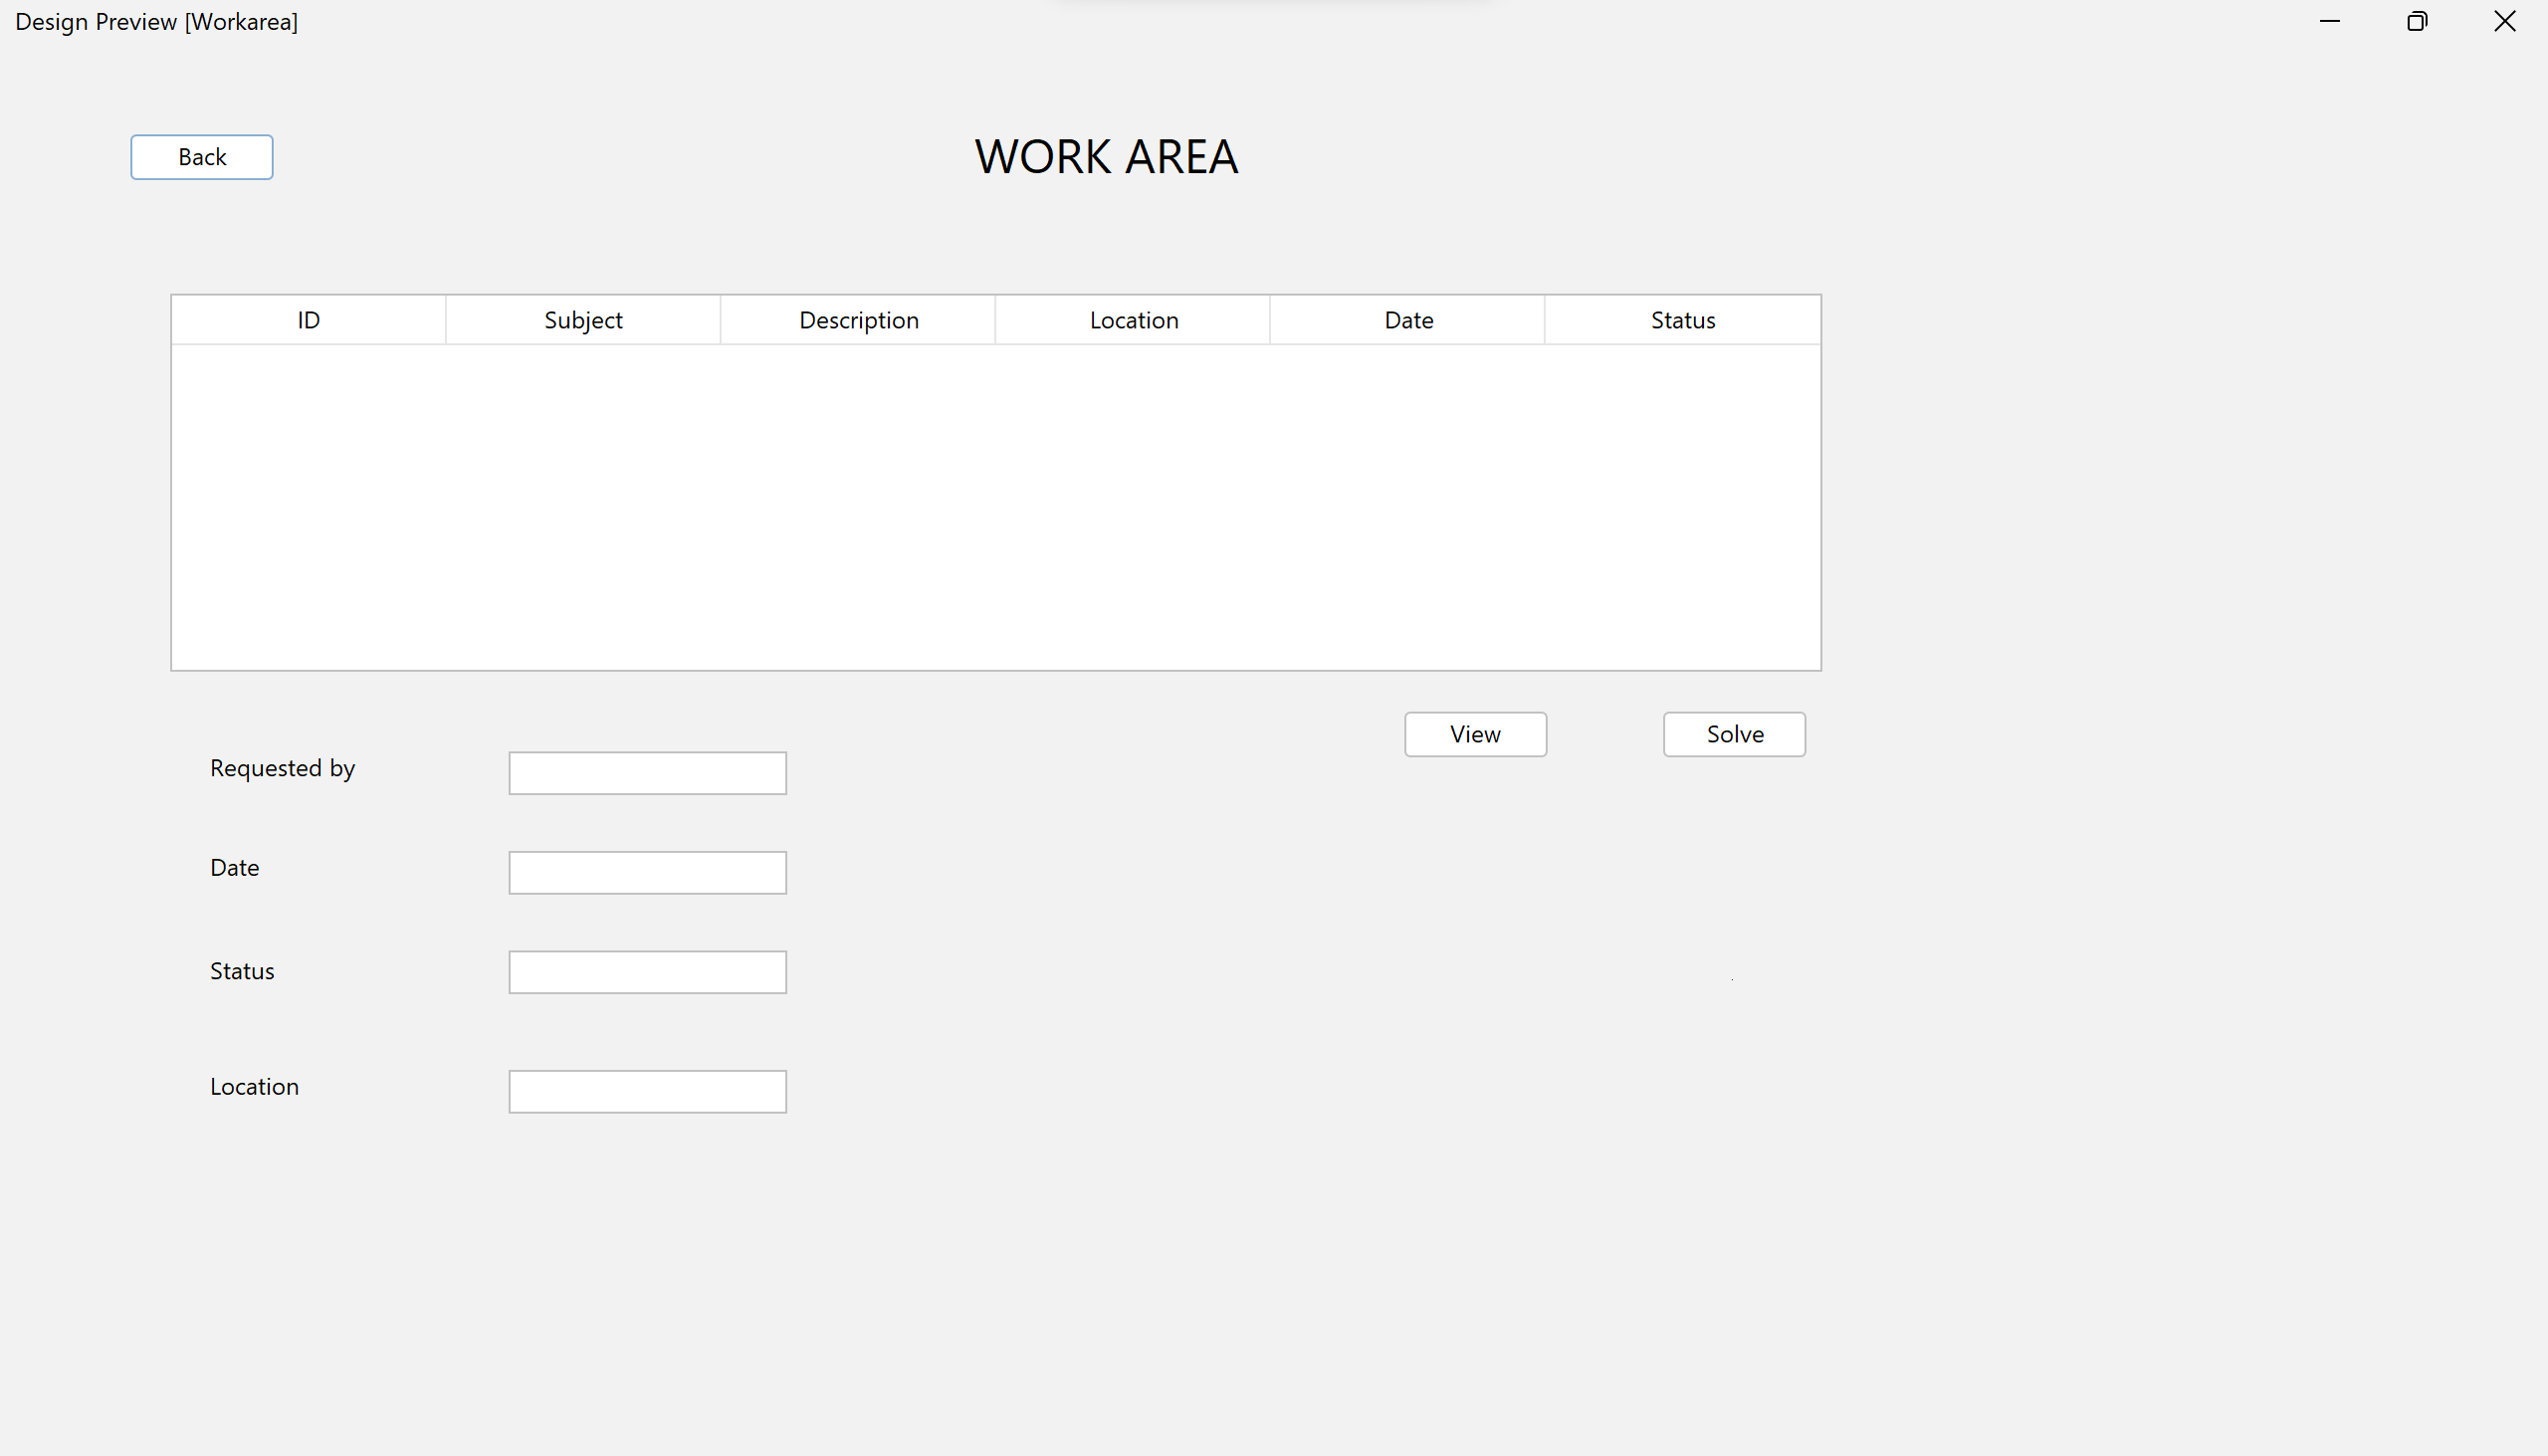 Design Preview [Workarea]
Back
WORK AREA
ID Subject Description Location Date Status
View Solve
Requested by
Date
Status
Location